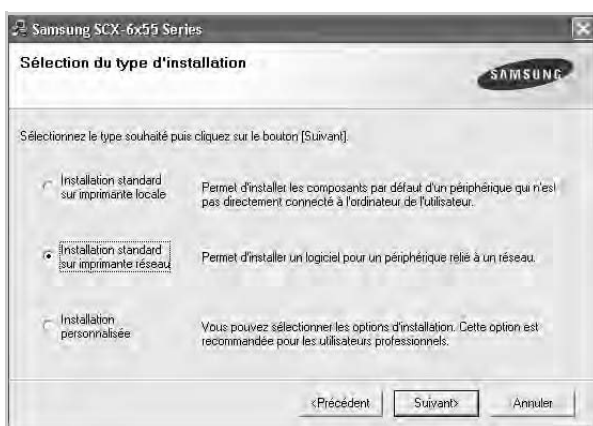 Samsung SCX-6x55 Series
Sélection du type d'installation
SAMSUNG
Sélectionnez le type souhaité puis cliquez sur le bouton [Suivant].
Installation standard
sur imprimante locale
Permet d'installer les composants par défaut d'un périphérique qui n'est
pas directement connecté à l'ordinateur de l'utilisateur.
Installation standard
sur imprimante réseau
Permet d'installer un logiciel pour un périphérique relié à un réseau.
Installation
personnalisée
Vous pouvez sélectionner les options d'installation. Cette option est
recommandée pour les utilisateurs professionnels.
<Précédent
Suivant>
Annuler